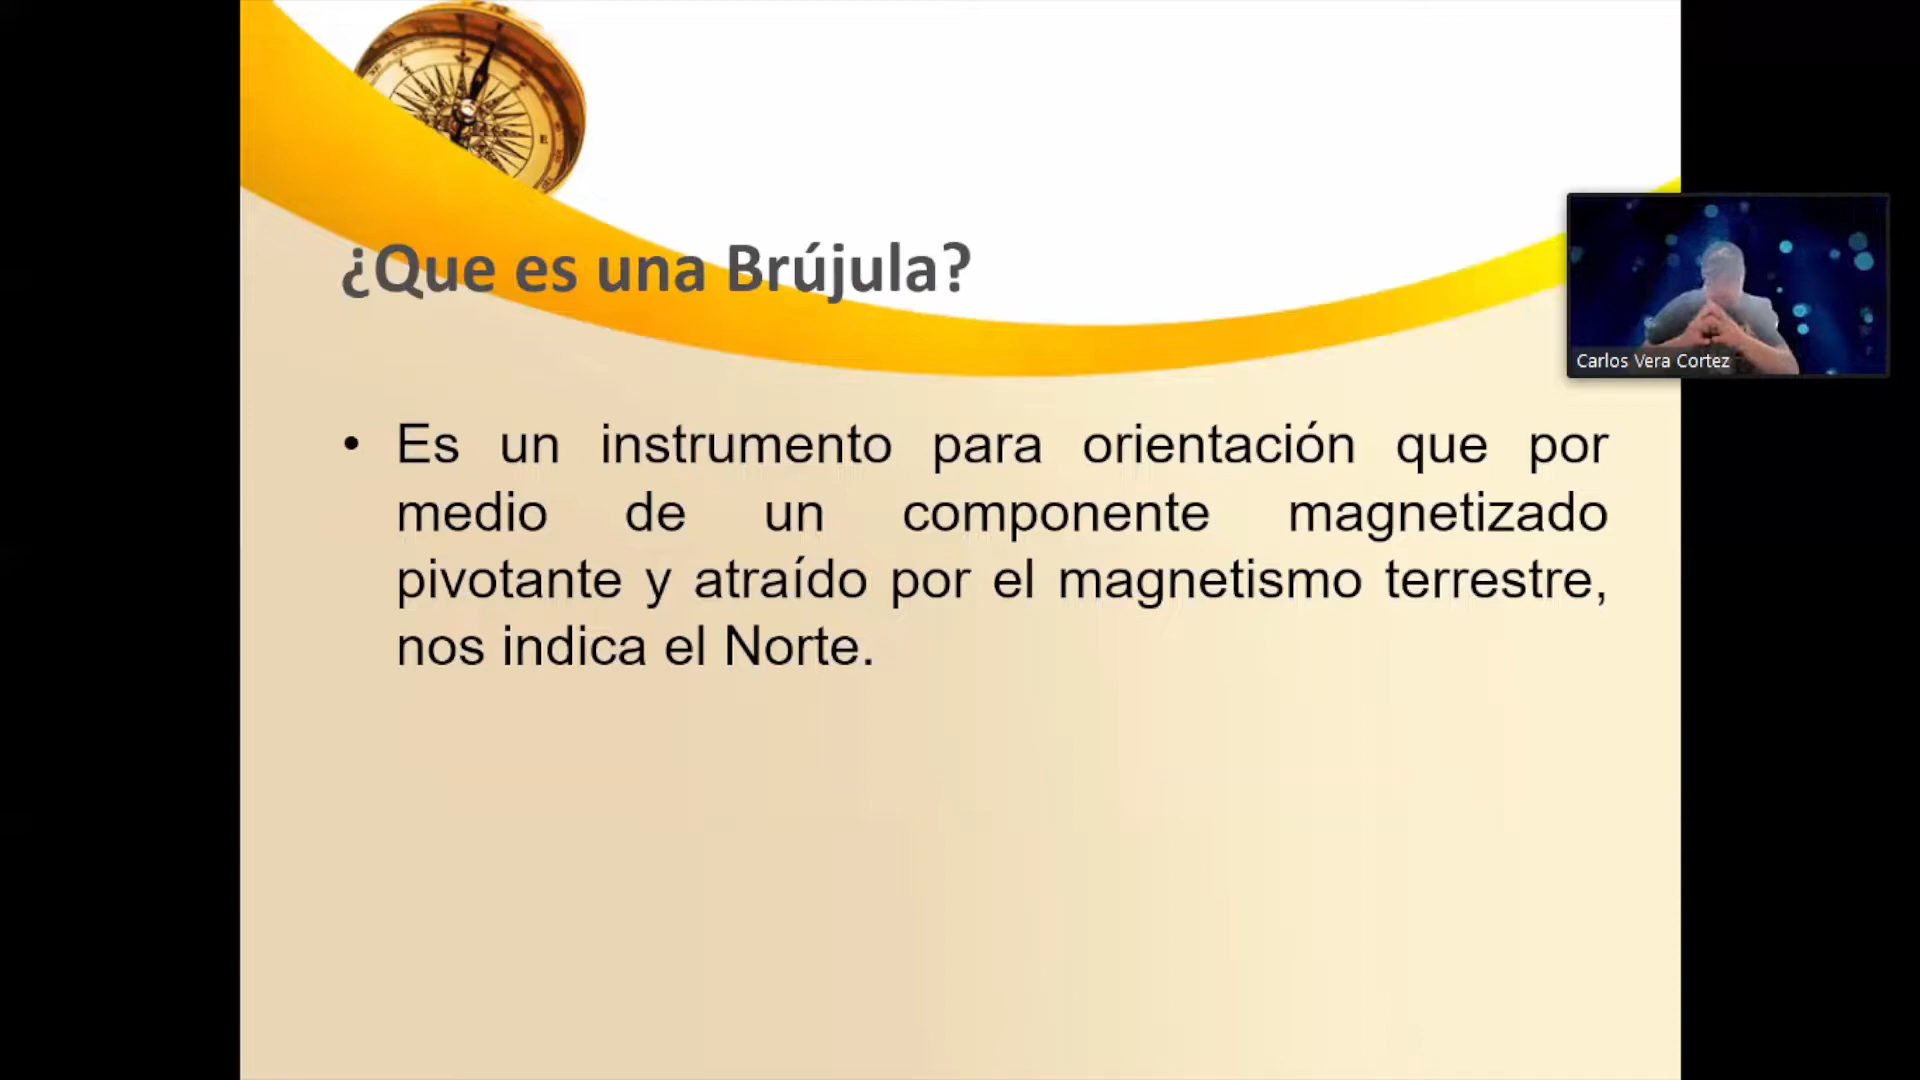 ¿Que es una Brújula?
• Es un instrumento para orientación que por
medio de un componente magnetizado
pivotante y atraído por el magnetismo terrestre,
nos indica el Norte.
Carlos Vera Cortez
E